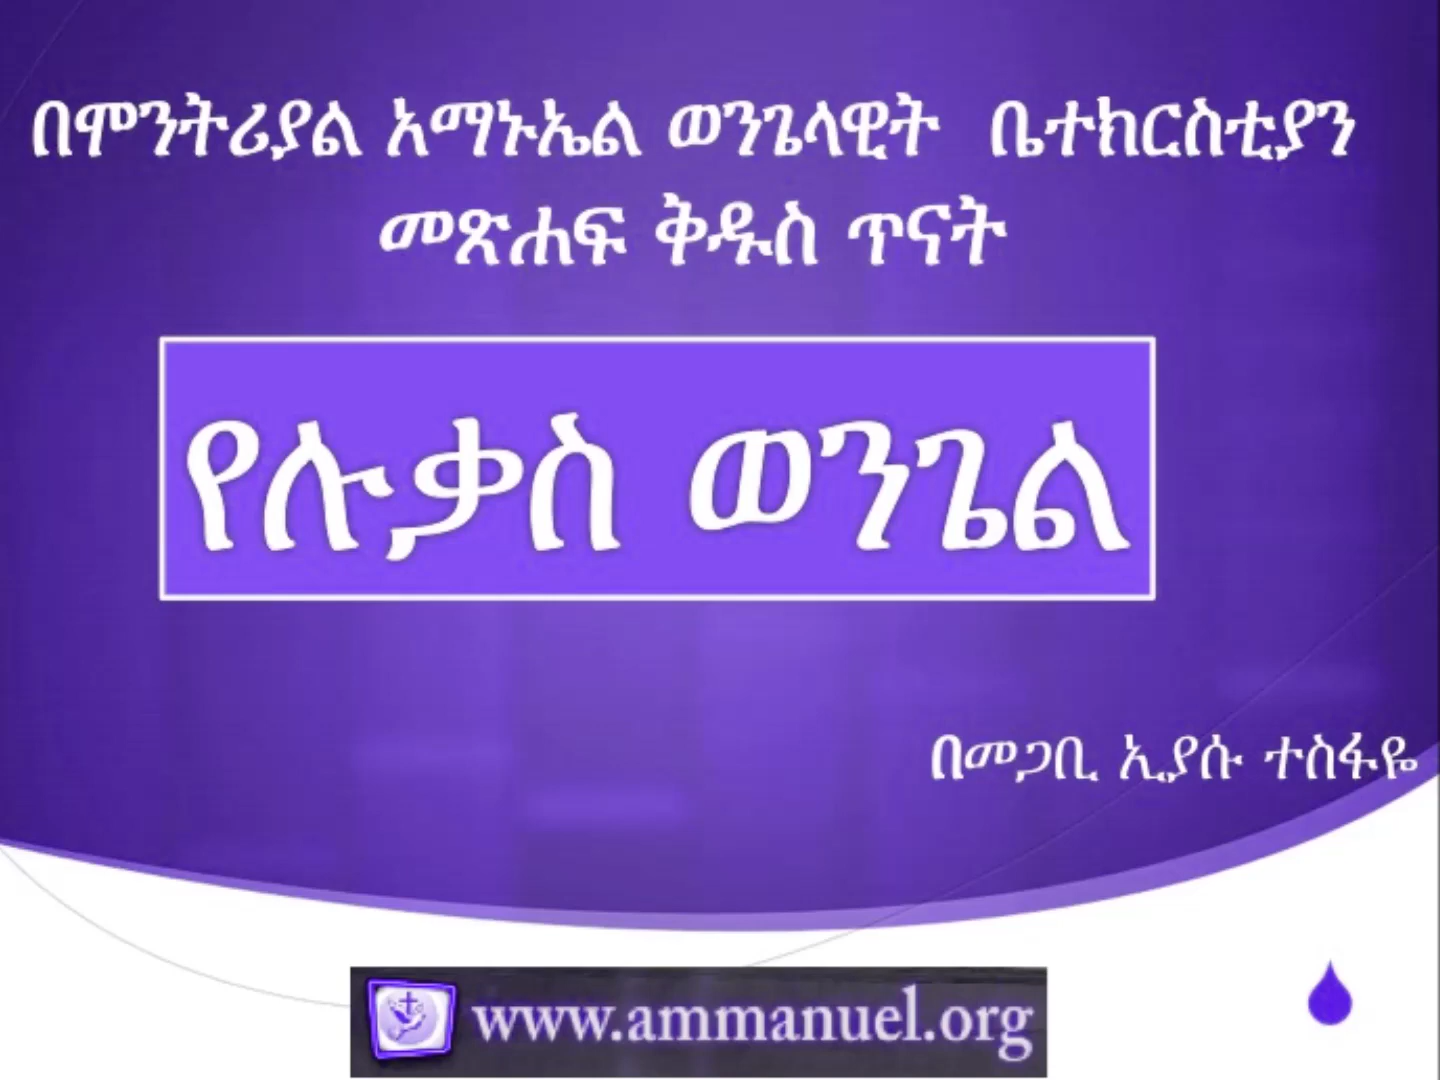 በሞንትሪያል አማኑኤል ወንጌላዊት ቤተክርስቲያን
መጽሐፍ ቅዱስ ጥናት
የሉቃስ ወንጌል
በመጋቢ ኢያሱ ተስፋዬ
www.ammanuel.org